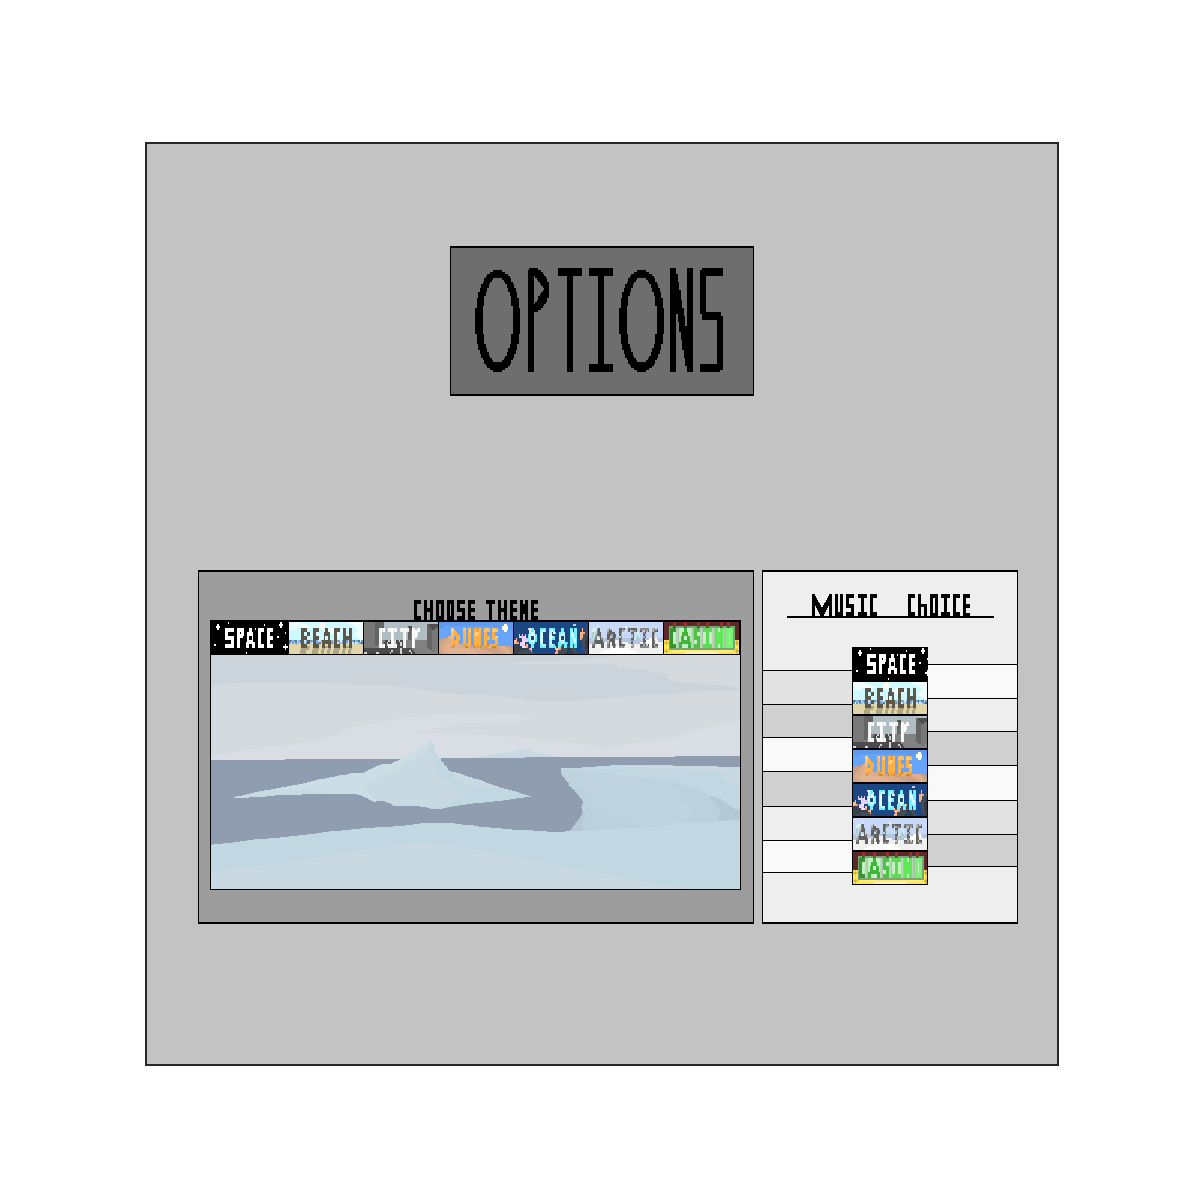 OPTIONS
CHOOSE THEME
SPACE BEACH CITY DUNES OCEAN ARCTIC CASINO
MUSIC ChOICE
SPACE
BEACH
CITY
DUNES
OCEAN
ARCTIC
CASINO